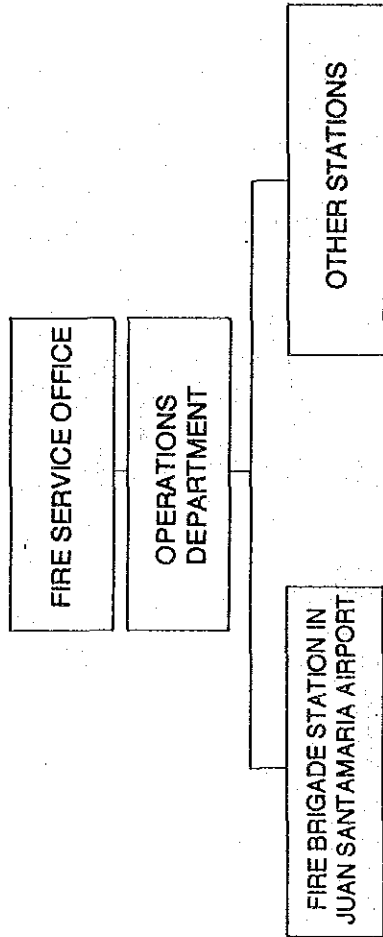 FIRE SERVICE OFFICE
OPERATIONS
DEPARTMENT
FIRE BRIGADE STATION IN
JUAN SANTAMARIA AIRPORT
OTHER STATIONS